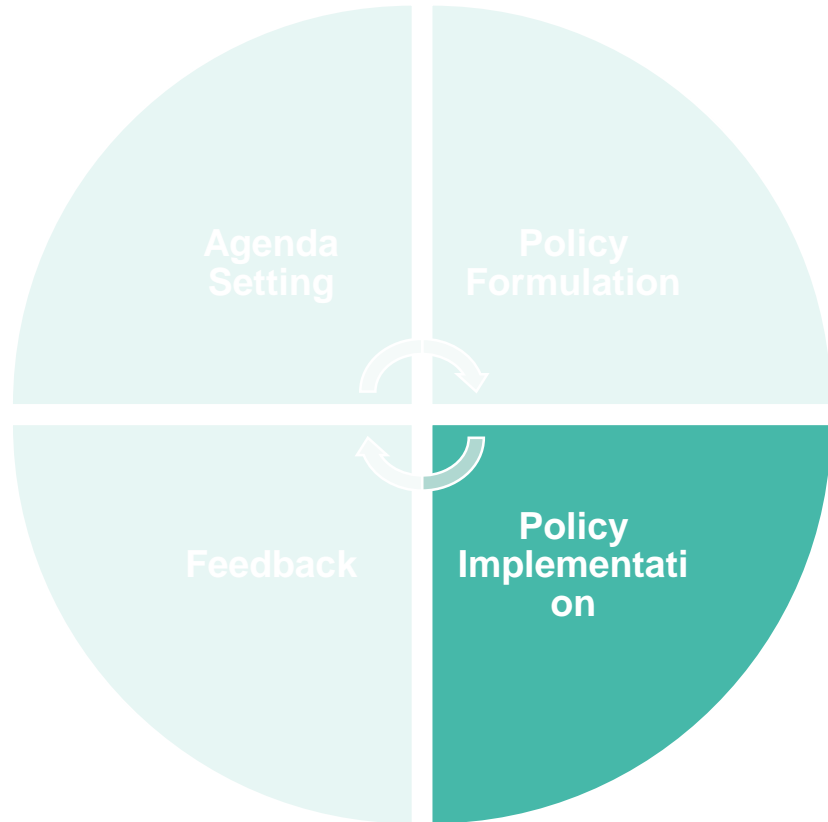 Agenda
Setting
Policy
Formulation
Feedback
Policy
Implementati
on